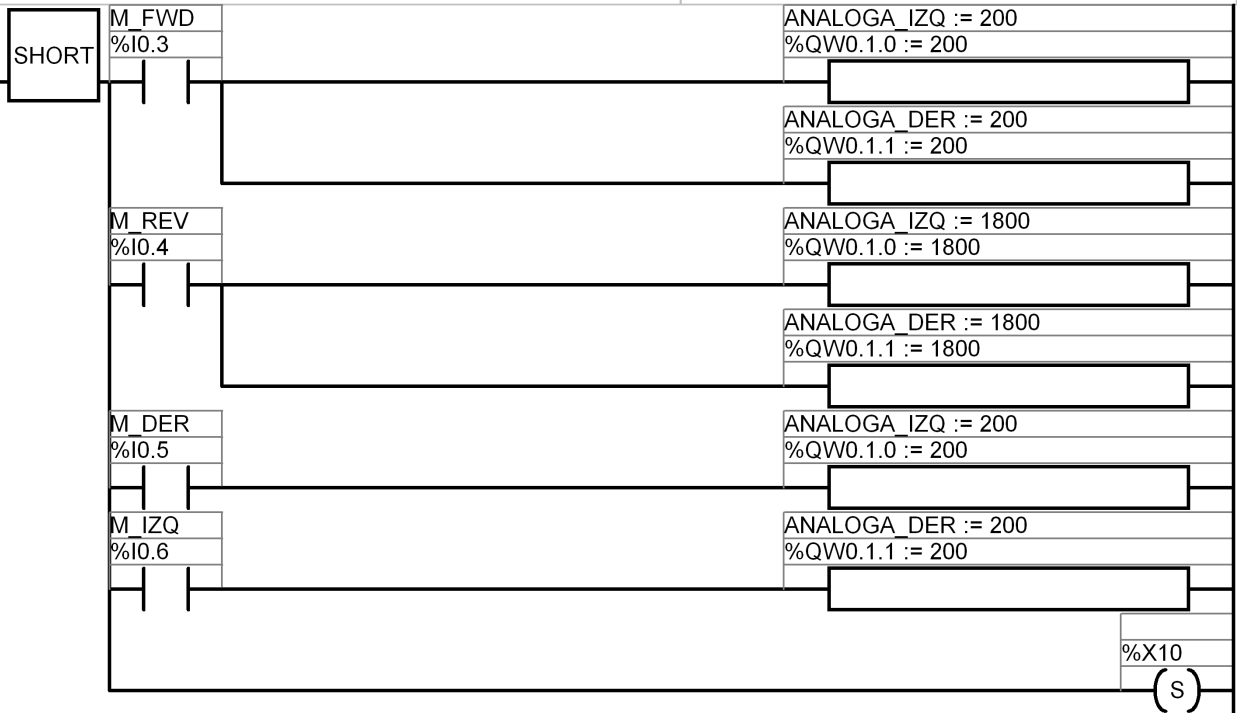 SHORT
M_FWD
%I0.3
ANALOGA_IZQ := 200
%QW0.1.0 := 200
ANALOGA_DER := 200
%QW0.1.1 := 200
M_REV
%I0.4
ANALOGA_IZQ := 1800
%QW0.1.0 := 1800
ANALOGA_DER := 1800
%QW0.1.1 := 1800
M_DER
%I0.5
ANALOGA_IZQ := 200
%QW0.1.0 := 200
M_IZQ
%I0.6
ANALOGA_DER := 200
%QW0.1.1 := 200
%X10
S